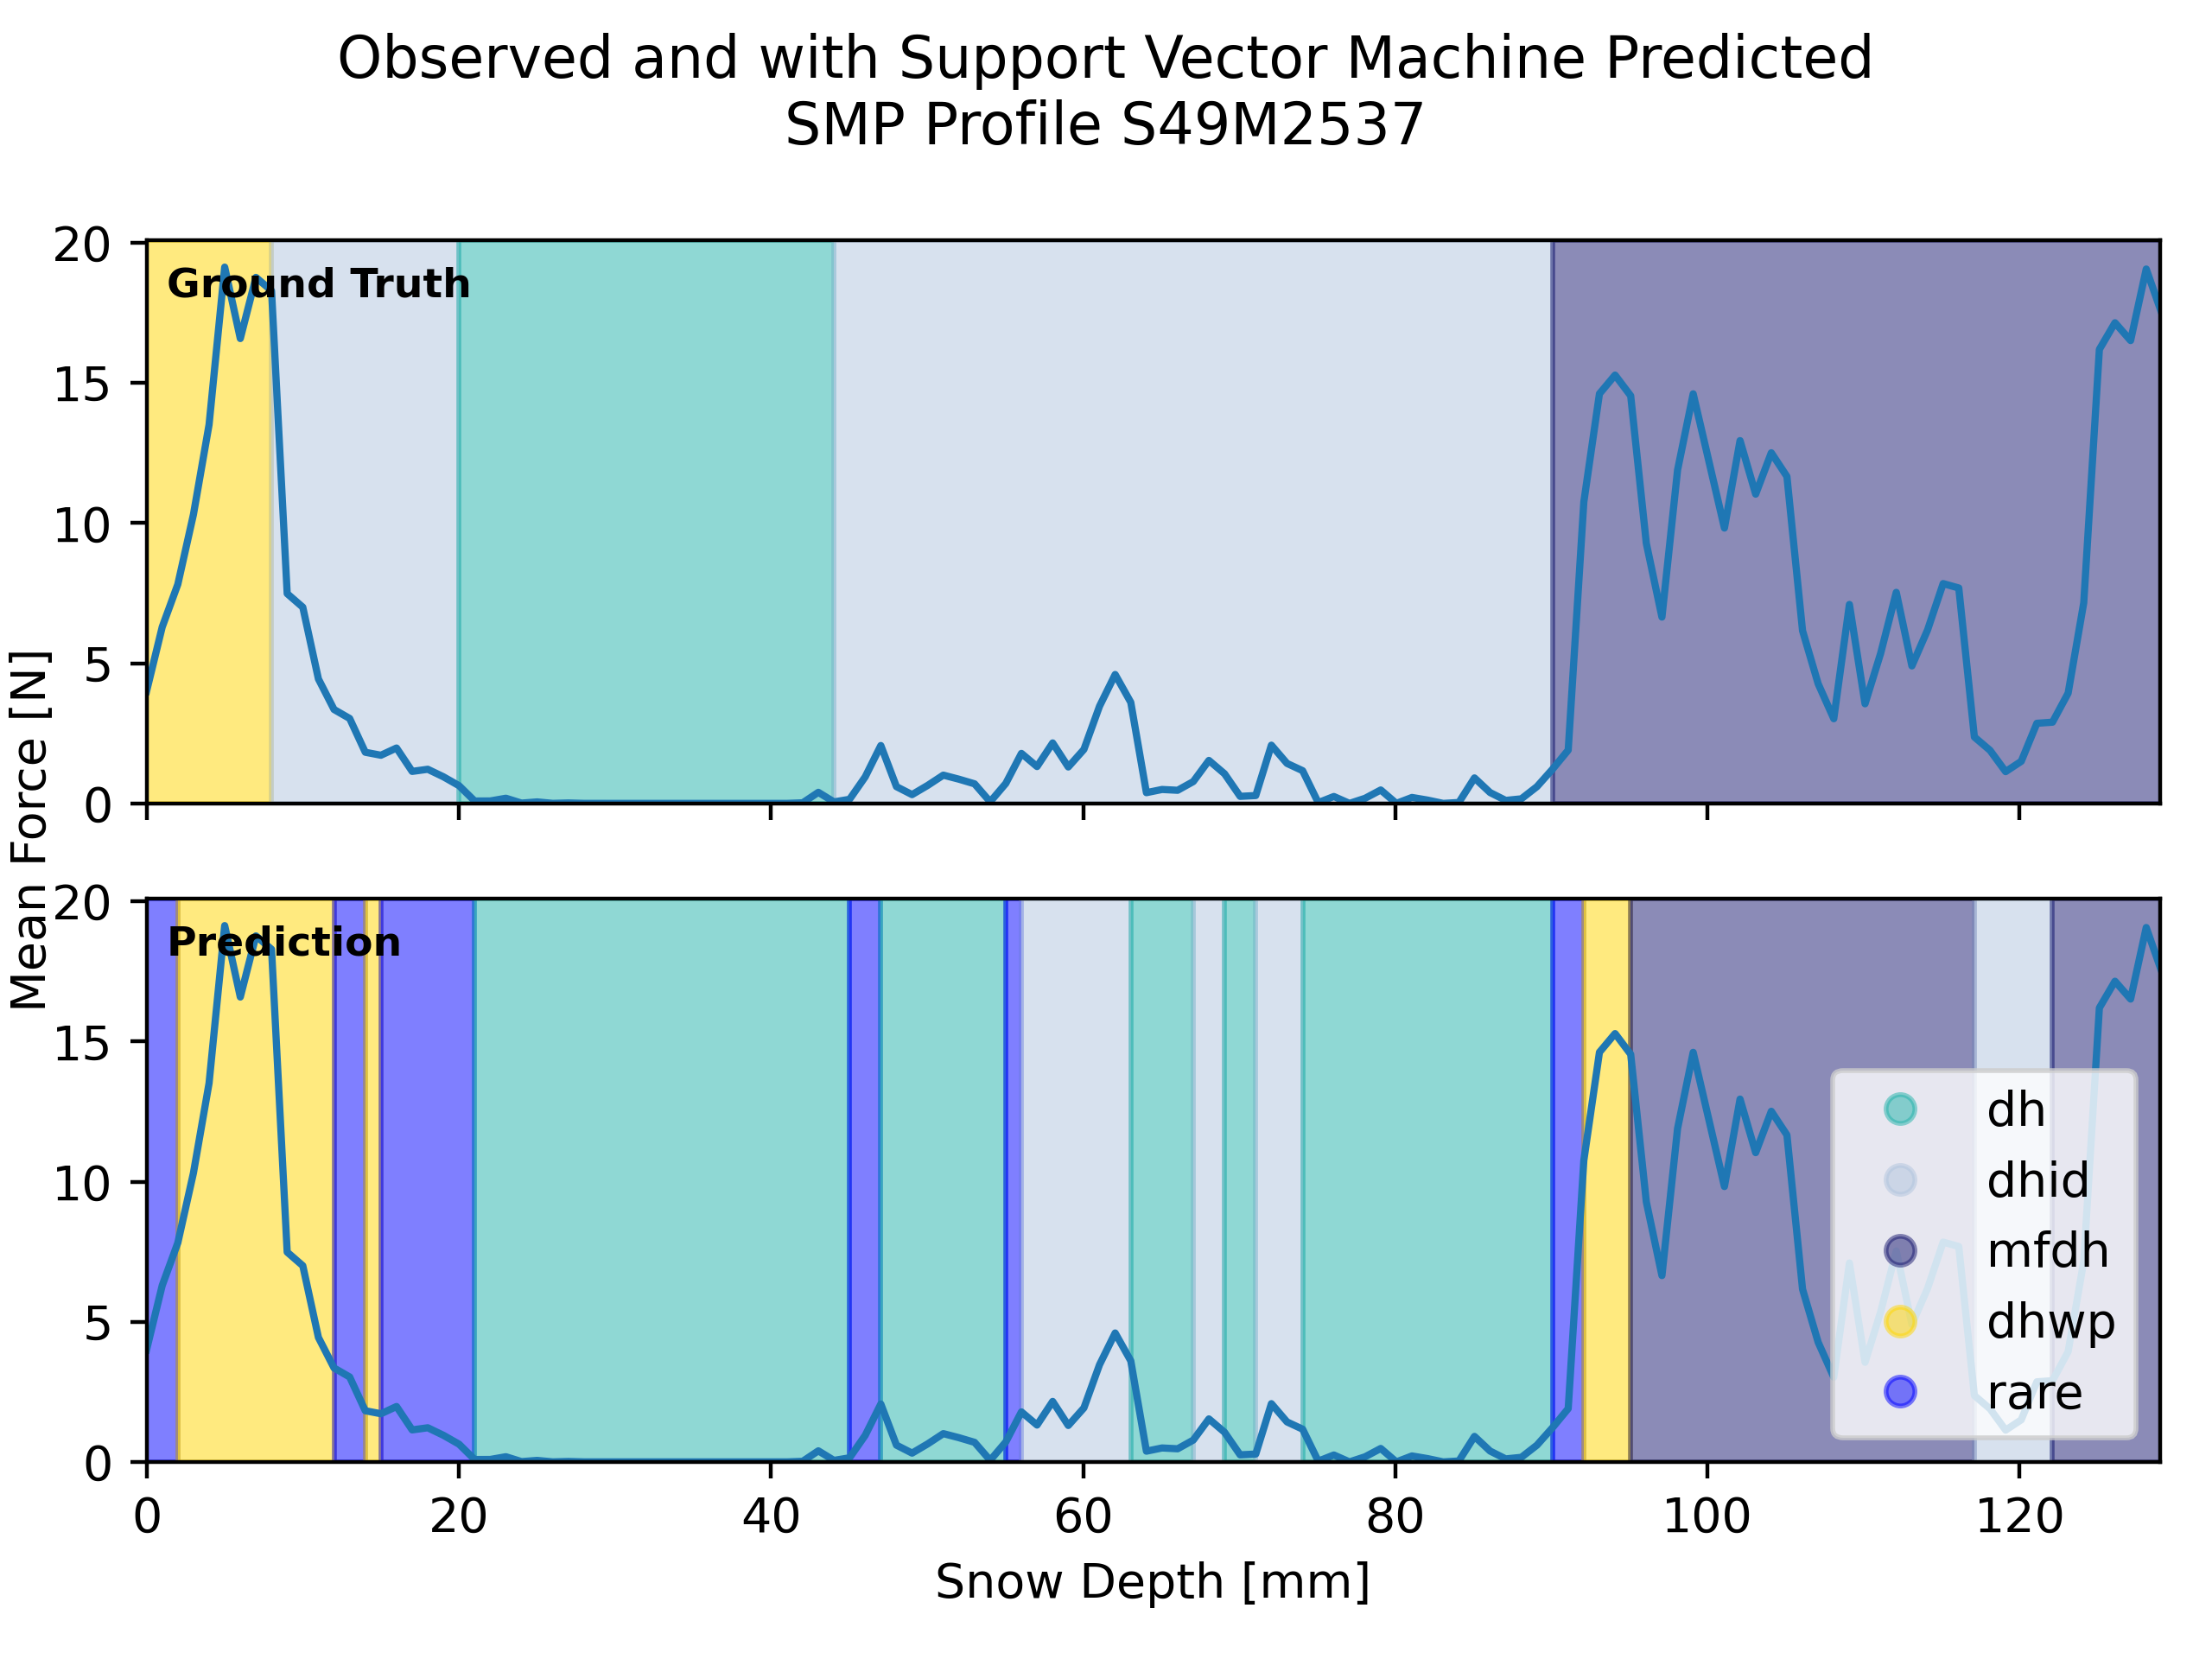 Observed and with Support Vector Machine Predicted
SMP Profile S49M2537
20
15
10
5
0
Ground Truth
Mean Force [N]
20
15
10
5
0
Prediction
dh
dhid
mfdh
dhwp
rare
0 20 40 60 80 100 120
Snow Depth [mm]